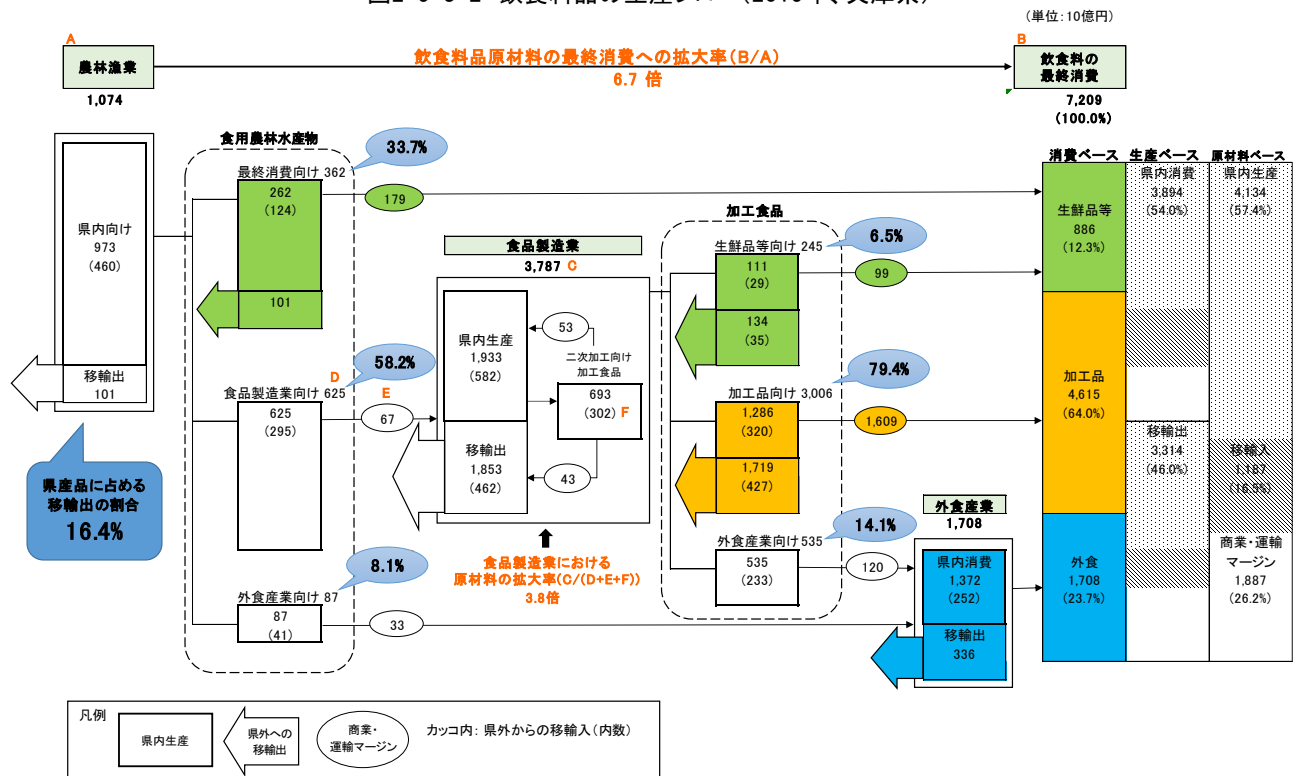 (単位:10億円)
A
農林漁業
1,074
飲食料品原材料の最終消費への拡大率(B/A)
6.7 倍
B
飲食料の
最終消費
7,209
(100.0%)
食用農林水産物
33.7%
最終消費向け 362
262
(124)
101
179
県内向け
973
(460)
移輸出
101
県産品に占める
移輸出の割合
16.4%
58.2%
D
食品製造業向け 625
625
(295)
E
67
8.1%
外食産業向け 87
87
(41)
33
食品製造業
3,787 C
県内生産
1,933
(582)
移輸出
1,853
(462)
53
二次加工向け
加工食品
693
(302) F
43
食品製造業における
原材料の拡大率(C/(D+E+F))
3.8倍
加工食品
6.5%
生鮮品等向け 245
111
(29)
134
(35)
99
79.4%
加工品向け 3,006
1,286
(320)
1,719
(427)
1,609
14.1%
外食産業向け 535
535
(233)
120
外食産業
1,708
県内消費
1,372
(252)
移輸出
336
消費ベース
生鮮品等
886
(12.3%)
加工品
4,615
(64.0%)
外食
1,708
(23.7%)
生産ベース
県内消費
3,894
(54.0%)
移輸出
3,314
(46.0%)
原材料ベース
県内生産
4,134
(57.4%)
移輸入
(16.5%)
商業・運輸
マージン
1,887
(26.2%)
凡例
県内生産
県外への
移輸出
商業・
運輸マージン
カッコ内: 県外からの移輸入(内数)